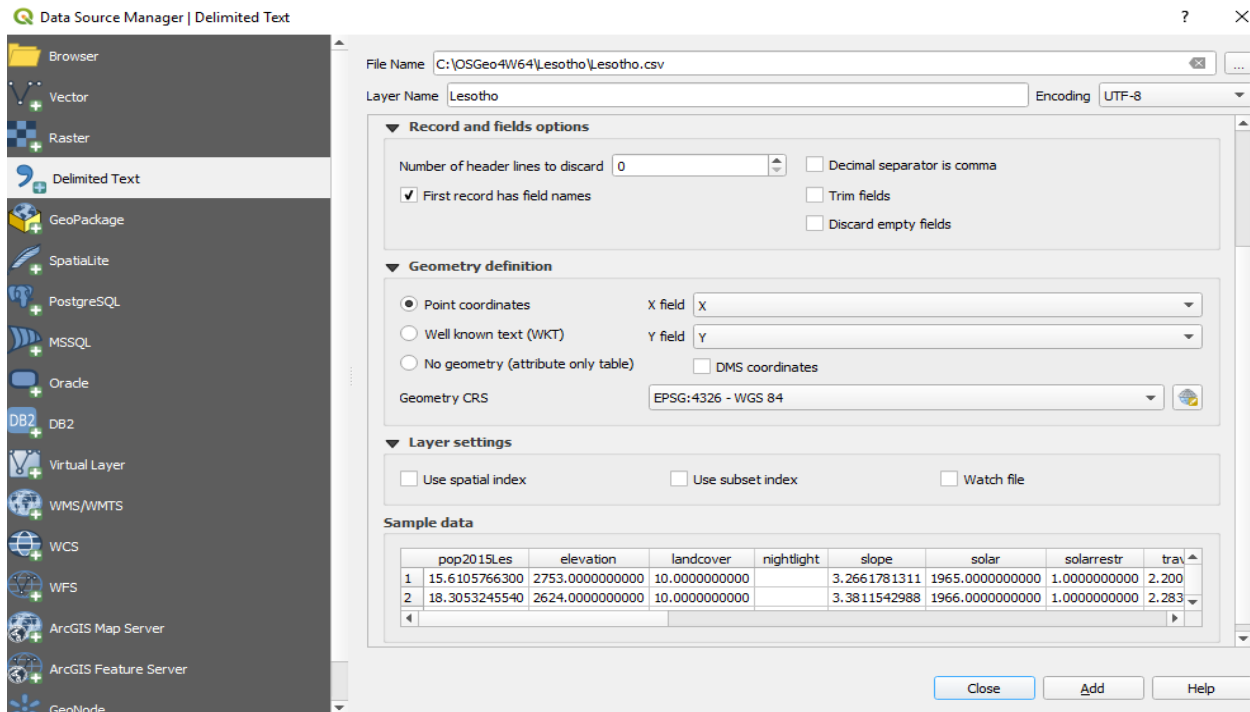 Data Source Manager | Delimited Text
?
Browser
Vector
Raster
Delimited Text
GeoPackage
SpatiaLite
PostgreSQL
MSSQL
Oracle
DB2 DB2
Virtual Layer
WMS/WMTS
WCS
WFS
ArcGIS Map Server
ArcGIS Feature Server
GeoNode
File Name C:\OSGeo4W64\Lesotho\Lesotho.csv ...
Layer Name Lesotho Encoding UTF-8
Record and fields options
Number of header lines to discard 0 Decimal separator is comma
First record has field names Trim fields
Discard empty fields
Geometry definition
Point coordinates X field X
Well known text (WKT) Y field Y
No geometry (attribute only table) DMS coordinates
Geometry CRS EPSG:4326 - WGS 84
Layer settings
Use spatial index Use subset index Watch file
Sample data
pop2015Les elevation landcover nightlight slope solar solarrestr trav
1 15.6105766300 2753.0000000000 10.0000000000 3.2661781311 1965.0000000000 1.0000000000 2.200
2 18.3053245540 2624.0000000000 10.0000000000 3.3811542988 1966.0000000000 1.0000000000 2.283
Close Add Help